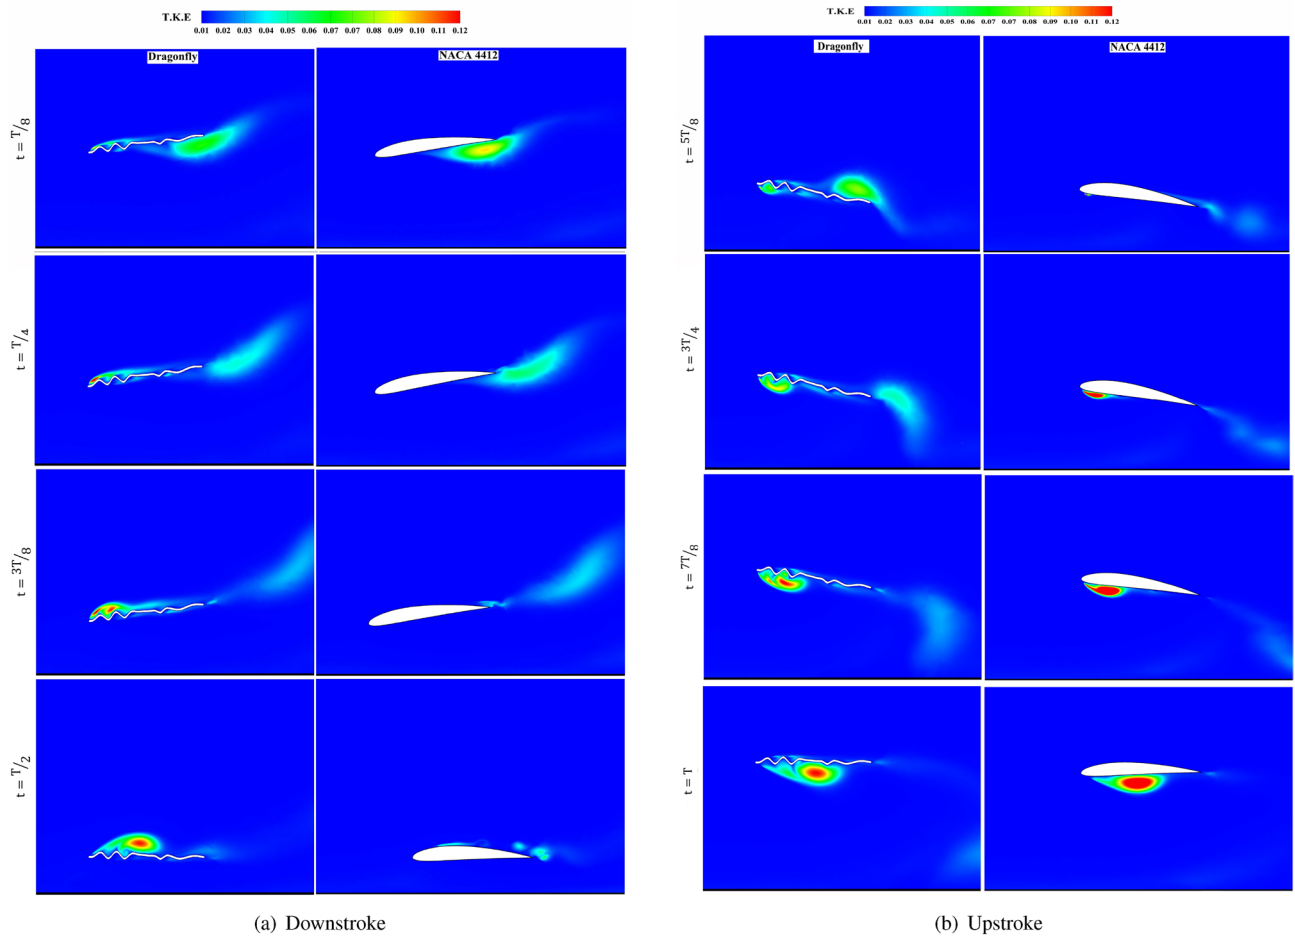 T.K.E
0.01 0.02 0.03 0.04 0.05 0.06 0.07 0.08 0.09 0.10 0.11 0.12
Dragonfly
NACA 4412
t = T/8
t = T/4
t = 3T/8
t = T/2
(a) Downstroke
T.K.E
0.01 0.02 0.03 0.04 0.05 0.06 0.07 0.08 0.09 0.10 0.11 0.12
Dragonfly
NACA 4412
t = 5T/8
t = 3T/4
t = 7T/8
t = T
(b) Upstroke